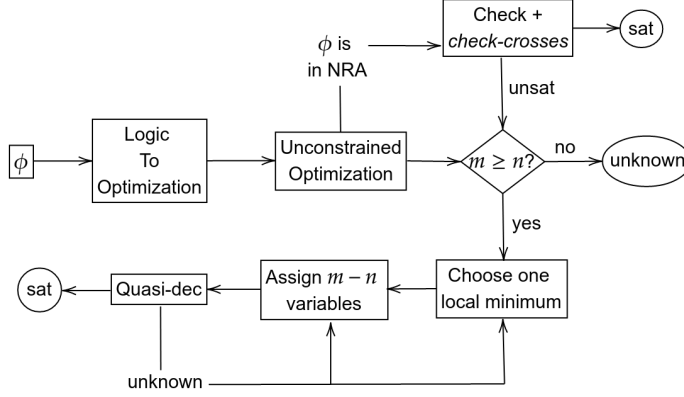 Check +
check-crosses
sat
ϕ is
in NRA
unsat
ϕ
Logic
To
Optimization
Unconstrained
Optimization
m ≥ n?
no
unknown
yes
sat
Quasi-dec
Assign m − n
variables
Choose one
local minimum
unknown